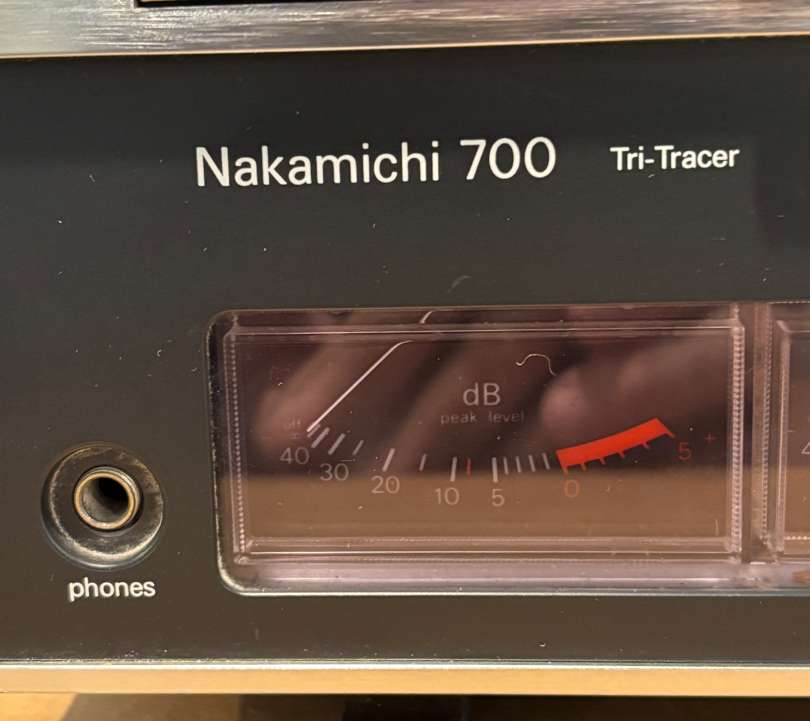 Nakamichi 700 Tri-Tracer
dB
peak level
40 30 20 10 5 0 5 +
phones